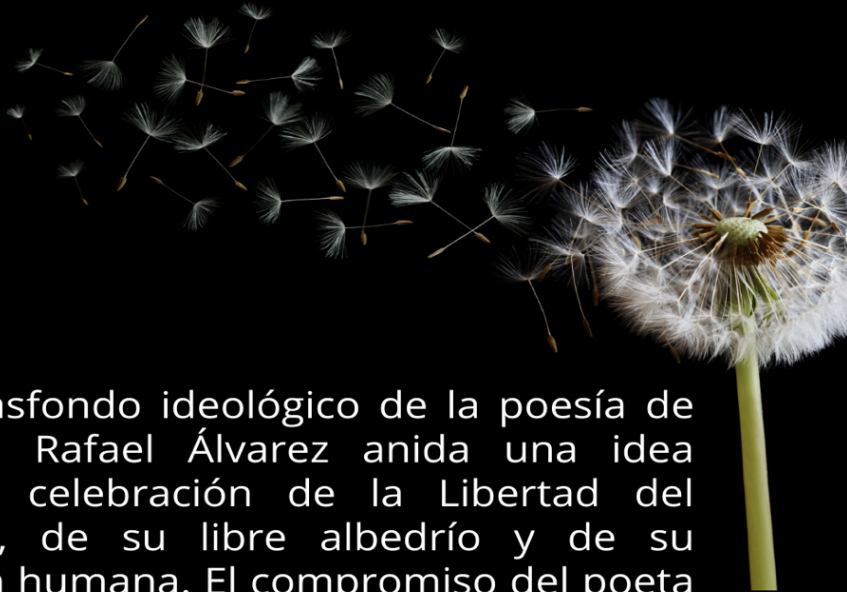 nsfondo ideológico de la poesía de
Rafael Álvarez anida una idea
celebración de la Libertad del
, de su libre albedrío y de su
humana. El compromiso del poeta